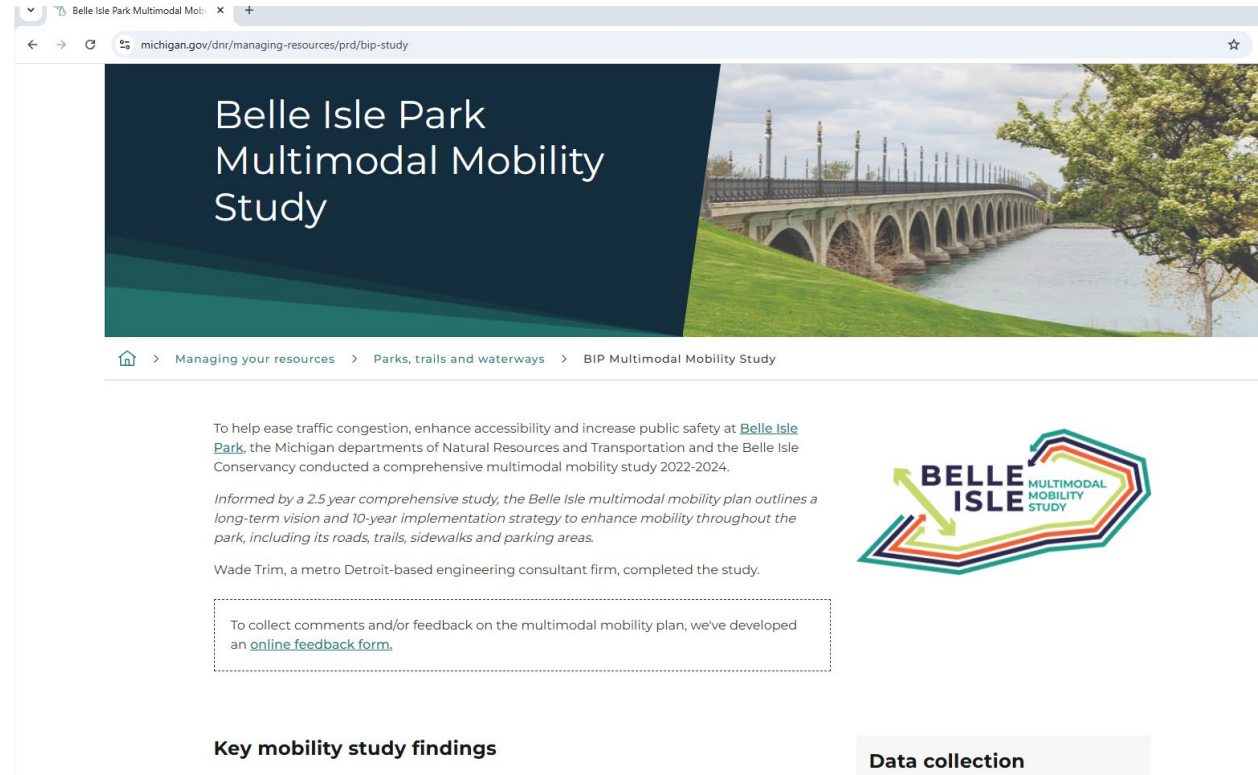 Belle Isle Park Multimodal Mob
michigan.gov/dnr/managing-resources/prd/bip-study
Belle Isle Park
Multimodal Mobility
Study
Managing your resources > Parks, trails and waterways > BIP Multimodal Mobility Study
To help ease traffic congestion, enhance accessibility and increase public safety at Belle Isle
Park, the Michigan departments of Natural Resources and Transportation and the Belle Isle
Conservancy conducted a comprehensive multimodal mobility study 2022-2024.
Informed by a 2.5 year comprehensive study, the Belle Isle multimodal mobility plan outlines a
long-term vision and 10-year implementation strategy to enhance mobility throughout the
park, including its roads, trails, sidewalks and parking areas.
Wade Trim, a metro Detroit-based engineering consultant firm, completed the study.
To collect comments and/or feedback on the multimodal mobility plan, we've developed
an online feedback form.
BELLE
ISLE
MULTIMODAL
MOBILITY
STUDY
Key mobility study findings
Data collection